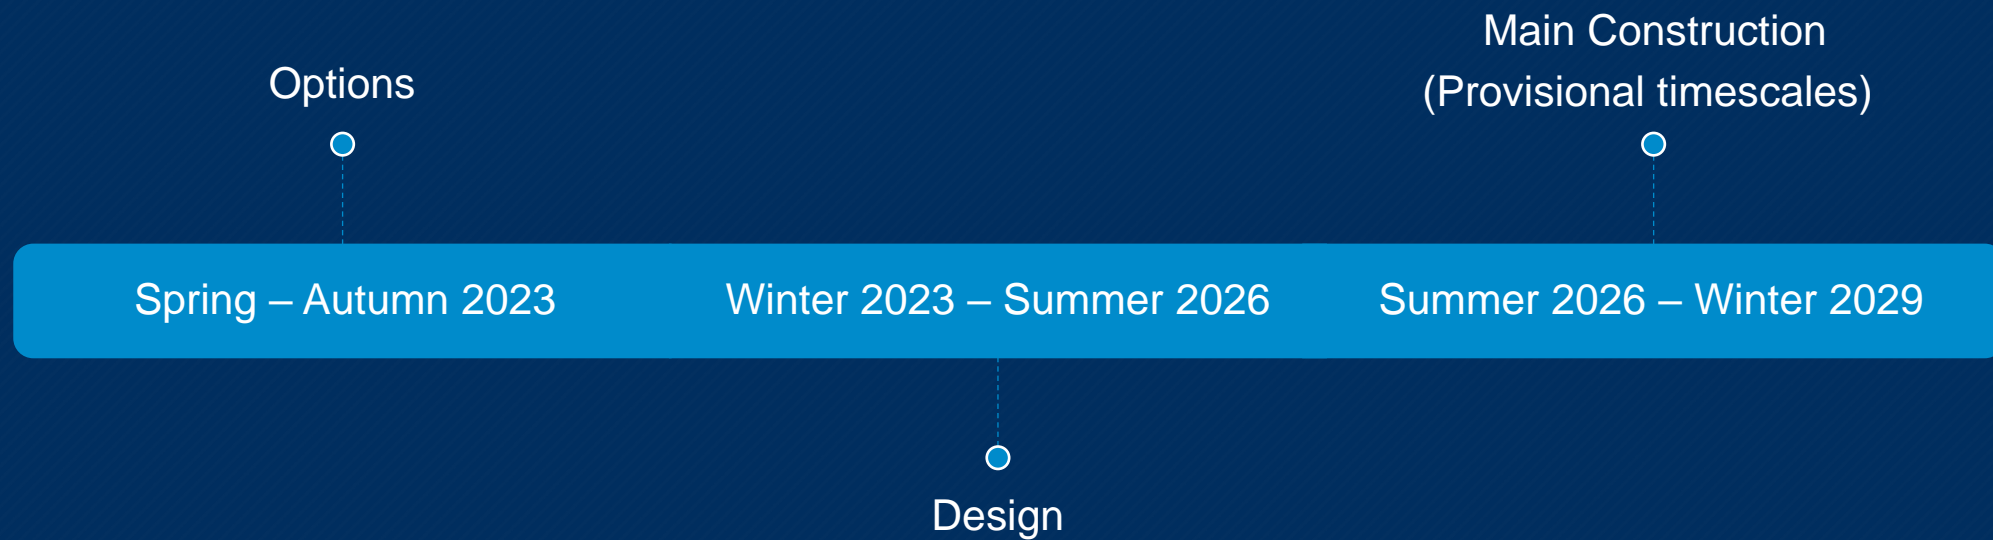 Options
Main Construction
(Provisional timescales)
Spring – Autumn 2023
Winter 2023 – Summer 2026
Summer 2026 – Winter 2029
Design